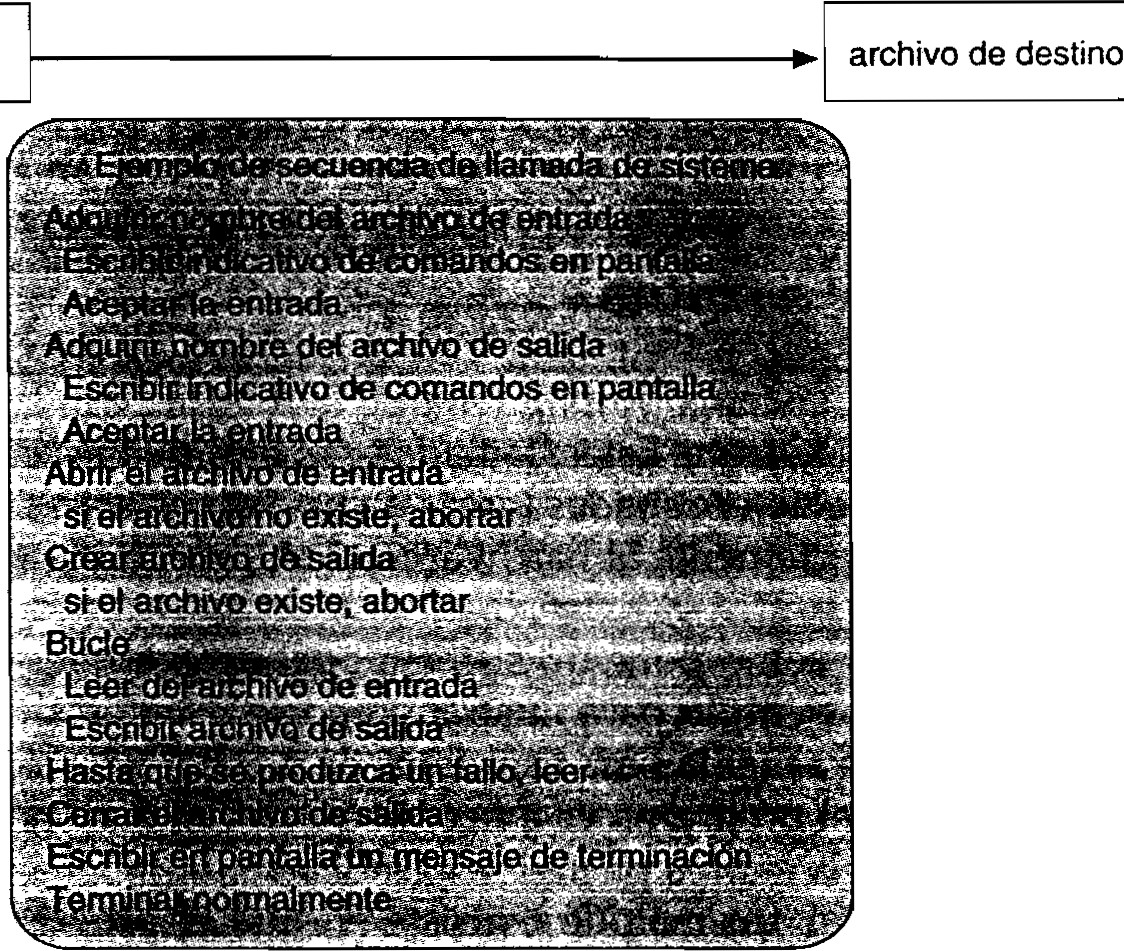 archivo de destino
Ejemplo de secuencia de llamada de sistema
Adquirir nombre del archivo de entrada
Escribir indicativo de comandos en pantalla
Aceptar la entrada
Adquirir nombre del archivo de salida
Escribir indicativo de comandos en pantalla
Aceptar la entrada
Abrir el archivo de entrada
si el archivo no existe, abortar
Crear archivo de salida
si el archivo existe, abortar
Bucle
Leer del archivo de entrada
Escribir archivo de salida
Hasta que se produzca un fallo, leer
Cerrar el archivo de salida
Escribir en pantalla un mensaje de terminación
Terminar normalmente